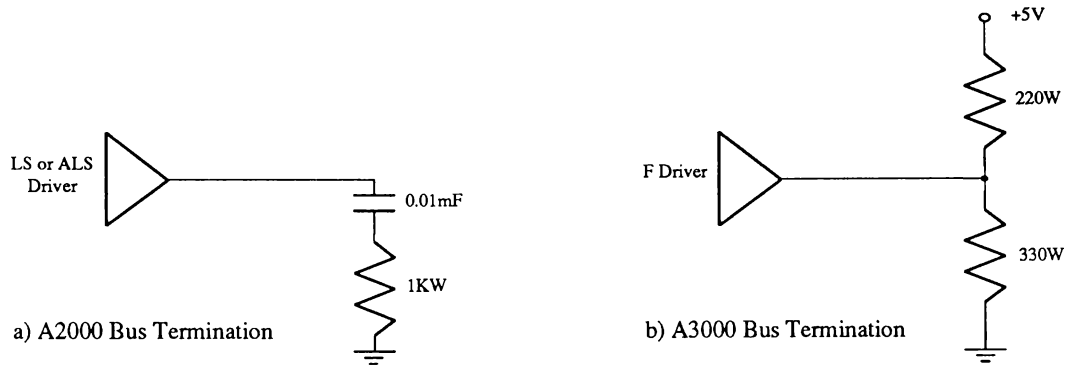 LS or ALS
Driver
0.01mF
1KW
a) A2000 Bus Termination
+5V
220W
F Driver
330W
b) A3000 Bus Termination